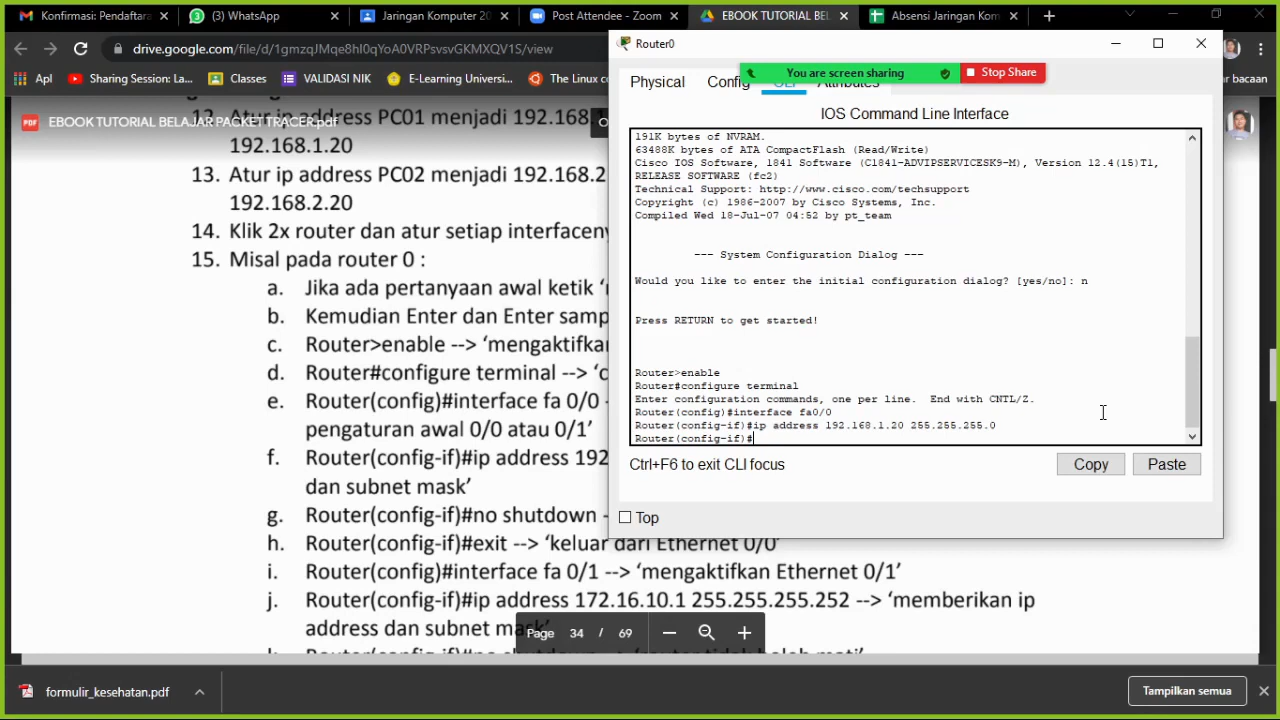 Konfirmasi: Pendaftara
WhatsApp
Jaringan Komputer 20
Post Attendee - Zoom
EBOOK TUTORIAL BEL
Absensi Jaringan Kom
drive.google.com/file/d/1gmzqJMqe8hl0qYoA0VRPsvsvGKMXQV1S/view
Apl
Sharing Session: La...
Classes
VALIDASI NIK
E-Learning Universi...
The Linux c
ar bacaan
EBOOK TUTORIAL BELAJAR PACKET TRACER.pdf
12. Atur ip address PC01 menjadi 192.168.1
192.168.1.20
13. Atur ip address PC02 menjadi 192.168.2
192.168.2.20
14. Klik 2x router dan atur setiap interfaceny
15. Misal pada router 0 :
a. Jika ada pertanyaan awal ketik ‘
b. Kemudian Enter dan Enter samp
c. Router>enable --> ‘mengaktifkan
d. Router#configure terminal --> ‘
e. Router(config)#interface fa 0/0
pengaturan awal 0/0 atau 0/1’
f. Router(config-if)#ip address 192
dan subnet mask’
g. Router(config-if)#no shutdown -
h. Router(config-if)#exit --> ‘keluar dari Ethernet 0/0’
i. Router(config)#interface fa 0/1 --> ‘mengaktifkan Ethernet 0/1’
j. Router(config-if)#ip address 172.16.10.1 255.255.255.252 --> ‘memberikan ip
address dan subnet mask’
Page 34 / 69
Router0
You are screen sharing
Stop Share
Physical
Config
CLI
Attributes
IOS Command Line Interface
191K bytes of NVRAM.
63488K bytes of ATA CompactFlash (Read/Write)
Cisco IOS Software, 1841 Software (C1841-ADVIPSERVICESK9-M), Version 12.4(15)T1,
RELEASE SOFTWARE (fc2)
Technical Support: http://www.cisco.com/techsupport
Copyright (c) 1986-2007 by Cisco Systems, Inc.
Compiled Wed 18-Jul-07 04:52 by pt_team
--- System Configuration Dialog ---
Would you like to enter the initial configuration dialog? [yes/no]: n
Press RETURN to get started!
Router>enable
Router#configure terminal
Enter configuration commands, one per line. End with CNTL/Z.
Router(config)#interface fa0/0
Router(config-if)#ip address 192.168.1.20 255.255.255.0
Router(config-if)#
Ctrl+F6 to exit CLI focus
Copy
Paste
Top
formulir_kesehatan.pdf
Tampilkan semua